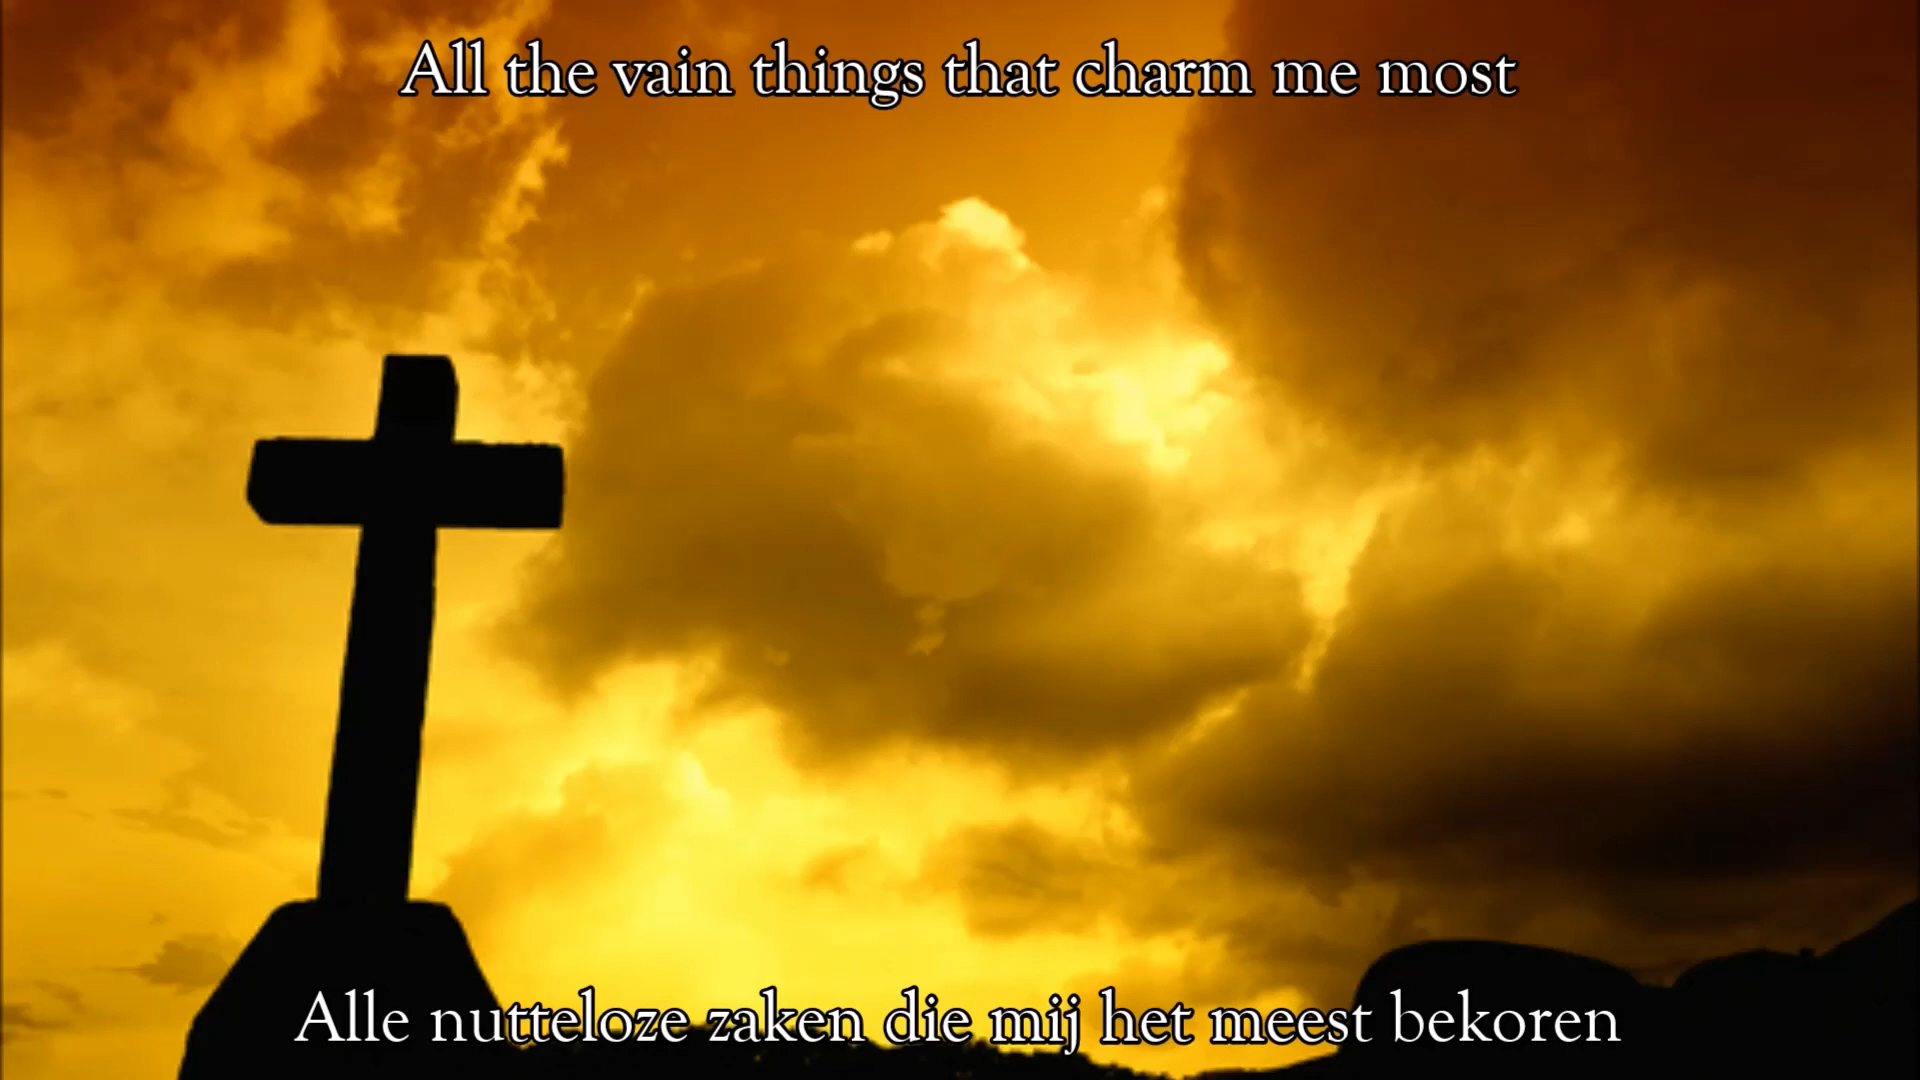 All the vain things that charm me most
Alle nutteloze zaken die mij het meest bekoren